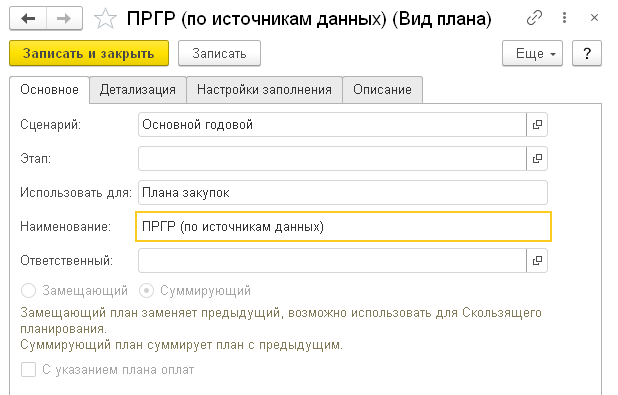 ПРГР (по источникам данных) (Вид плана)
Записать и закрыть
Записать
Еще
?
Основное
Детализация
Настройки заполнения
Описание
Сценарий:
Основной годовой
Этап:
Использовать для:
Плана закупок
Наименование:
ПРГР (по источникам данных)
Ответственный:
Замещающий
Суммирующий
Замещающий план заменяет предыдущий, возможно использовать для Скользящего
планирования.
Суммирующий план суммирует план с предыдущим.
С указанием плана оплат